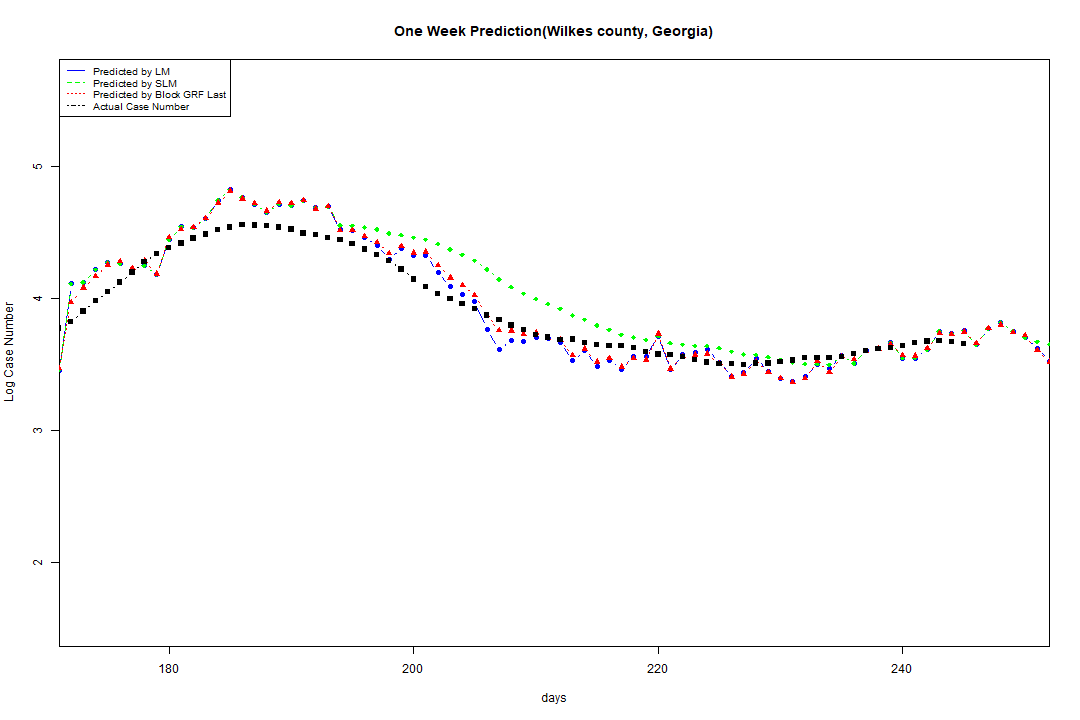 One Week Prediction(Wilkes county, Georgia)
Predicted by LM
Predicted by SLM
Predicted by Block GRF Last
Actual Case Number
5
4
3
2
Log Case Number
180 200 220 240
days